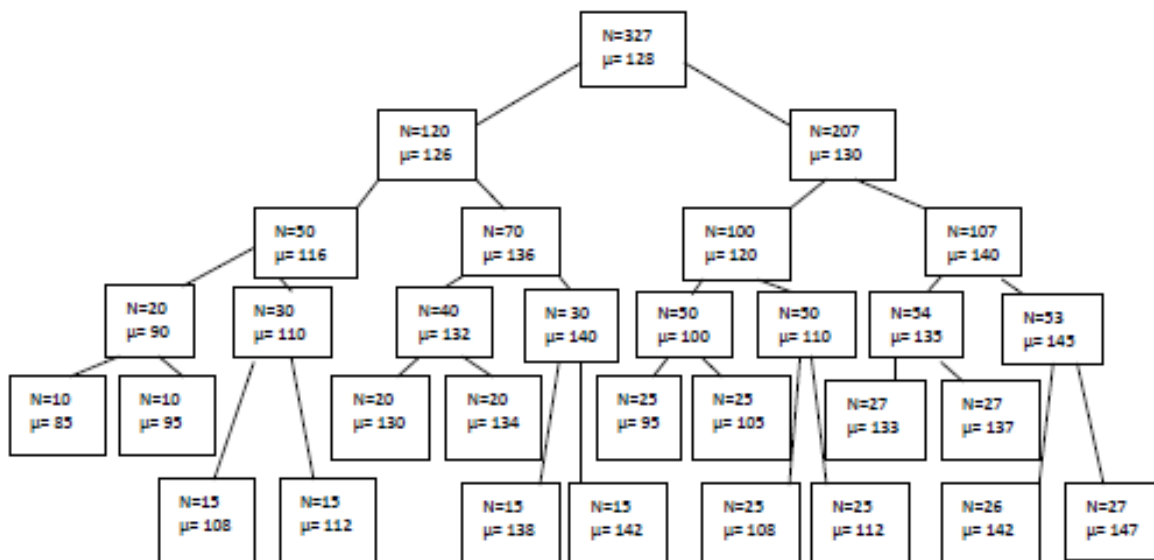 N=327
μ= 128
N=120
μ= 126
N=207
μ= 130
N=50
μ= 116
N=70
μ= 136
N=100
μ= 120
N=107
μ= 140
N=20
μ= 90
N=30
μ= 110
N=40
μ= 132
N= 30
μ= 140
N=50
μ= 100
N=50
μ= 110
N=54
μ= 135
N=53
μ= 145
N=10
μ= 85
N=10
μ= 95
N=20
μ= 130
N=20
μ= 134
N=25
μ= 95
N=25
μ= 105
N=27
μ= 133
N=27
μ= 137
N=15
μ= 108
N=15
μ= 112
N=15
μ= 138
N=15
μ= 142
N=25
μ= 108
N=25
μ= 112
N=26
μ= 142
N=27
μ= 147